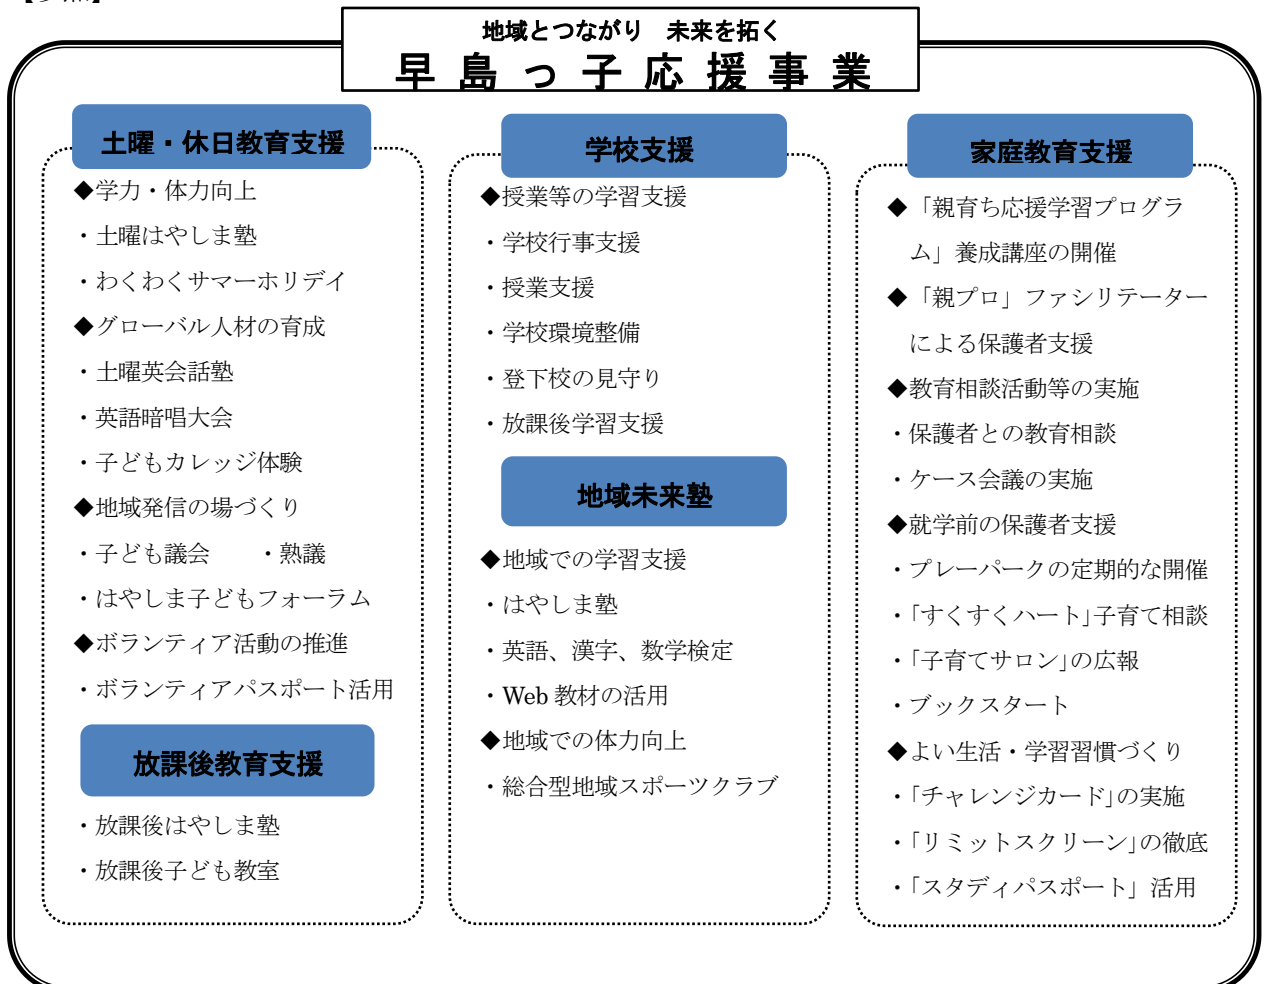 地域とつながり　未来を拓く
早島っ子応援事業
土曜・休日教育支援
◆学力・体力向上
・土曜はやしま塾
・わくわくサマーホリデイ
◆グローバル人材の育成
・土曜英会話塾
・英語暗唱大会
・子どもカレッジ体験
◆地域発信の場づくり
・子ども議会　　・熟議
・はやしま子どもフォーラム
◆ボランティア活動の推進
・ボランティアパスポート活用
放課後教育支援
・放課後はやしま塾
・放課後子ども教室
学校支援
◆授業等の学習支援
・学校行事支援
・授業支援
・学校環境整備
・登下校の見守り
・放課後学習支援
地域未来塾
◆地域での学習支援
・はやしま塾
・英語、漢字、数学検定
・Web 教材の活用
◆地域での体力向上
・総合型地域スポーツクラブ
家庭教育支援
◆「親育ち応援学習プログラ
ム」養成講座の開催
◆「親プロ」ファシリテーター
による保護者支援
◆教育相談活動等の実施
・保護者との教育相談
・ケース会議の実施
◆就学前の保護者支援
・プレーパークの定期的な開催
・「すくすくハート」子育て相談
・「子育てサロン」の広報
・ブックスタート
◆よい生活・学習習慣づくり
・「チャレンジカード」の実施
・「リミットスクリーン」の徹底
・「スタディパスポート」活用